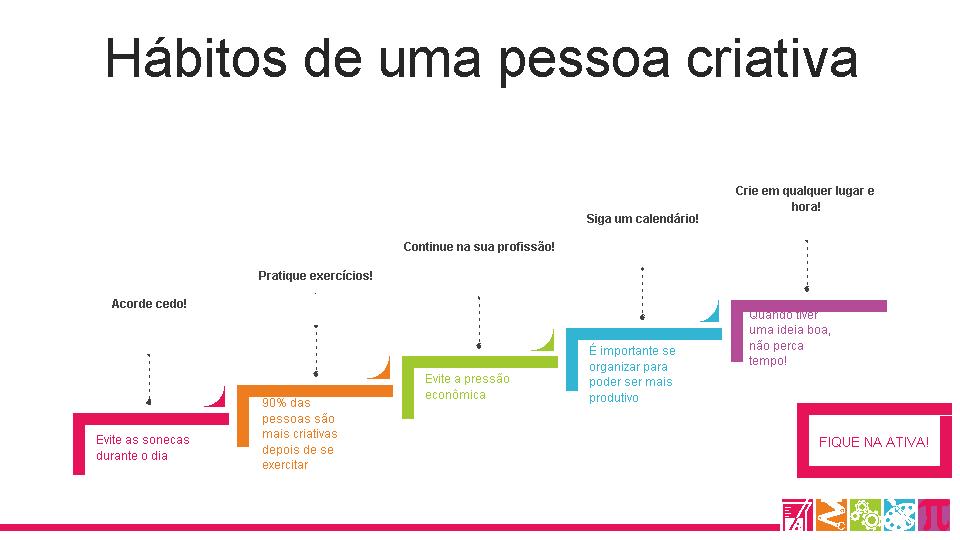 Hábitos de uma pessoa criativa
Acorde cedo!
Evite as sonecas
durante o dia
Pratique exercícios!
90% das
pessoas são
mais criativas
depois de se
exercitar
Continue na sua profissão!
Evite a pressão
econômica
Siga um calendário!
É importante se
organizar para
poder ser mais
produtivo
Crie em qualquer lugar e
hora!
Quando tiver
uma ideia boa,
não perca
tempo!
FIQUE NA ATIVA!